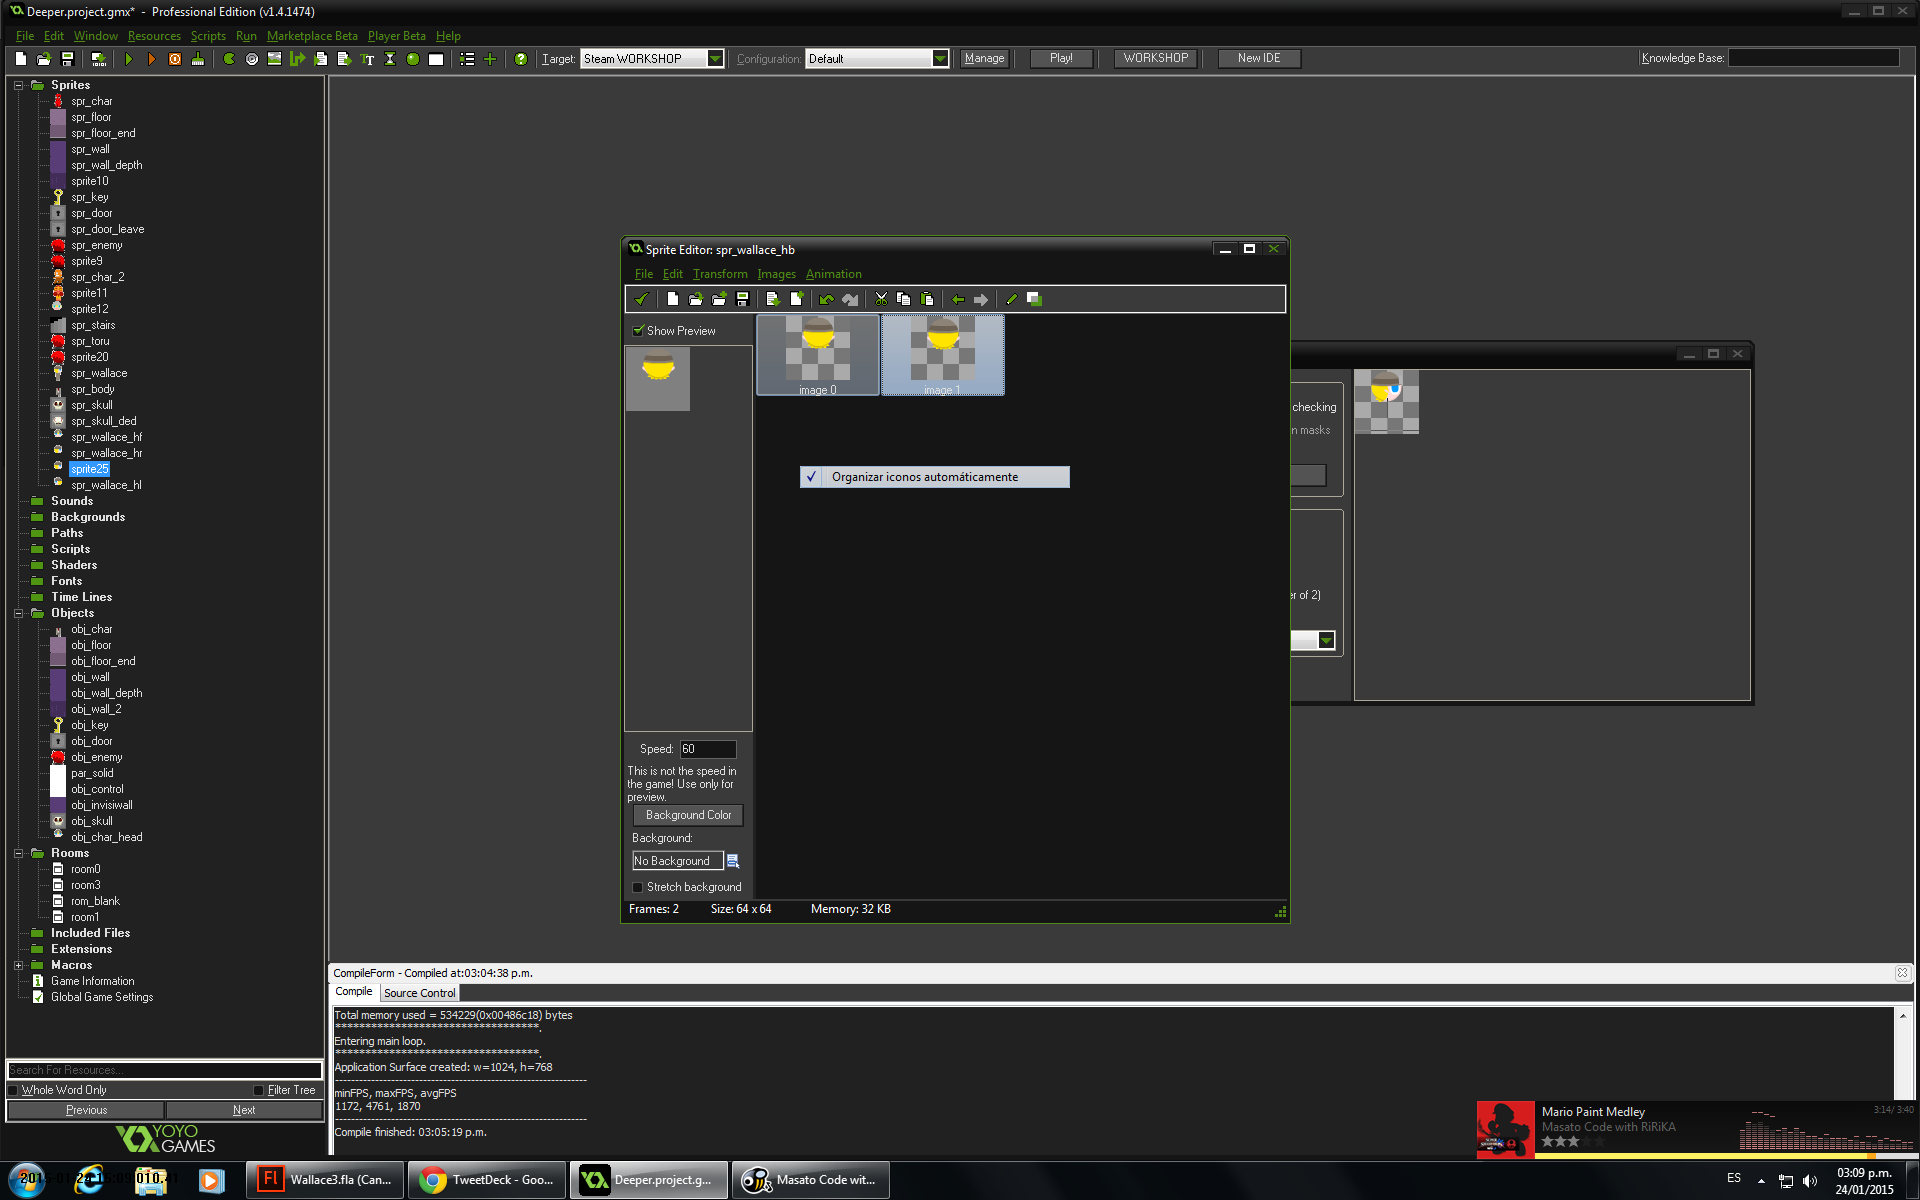 Deeper.project.gmx* - Professional Edition (v1.4.1474)
File Edit Window Resources Scripts Run Marketplace Beta Player Beta Help
Target: Steam WORKSHOP Configuration: Default Manage Play! WORKSHOP New IDE Knowledge Base:
Sprites
spr_char
spr_floor
spr_floor_end
spr_wall
spr_wall_depth
sprite10
spr_key
spr_door
spr_door_leave
spr_enemy
sprite9
spr_char_2
sprite11
sprite12
spr_stairs
spr_toru
sprite20
spr_wallace
spr_body
spr_skull
spr_skull_ded
spr_wallace_hf
spr_wallace_hr
sprite25
spr_wallace_hl
Sounds
Backgrounds
Paths
Scripts
Shaders
Fonts
Time Lines
Objects
obj_char
obj_floor
obj_floor_end
obj_wall
obj_wall_depth
obj_wall_2
obj_key
obj_door
obj_enemy
par_solid
obj_control
obj_invisiwall
obj_skull
obj_char_head
Rooms
room0
room3
rom_blank
room1
Included Files
Extensions
Macros
Game Information
Global Game Settings
Search For Resources...
Whole Word Only Filter Tree
Previous Next
YOYO
GAMES
Sprite Editor: spr_wallace_hb
File Edit Transform Images Animation
Show Preview
image 0 image 1
Organizar iconos automáticamente
Speed: 60
This is not the speed in
the game! Use only for
preview.
Background Color
Background:
No Background
Stretch background
Frames: 2 Size: 64 x 64 Memory: 32 KB
checking
n masks
er of 2)
CompileForm - Compiled at:03:04:38 p.m.
Compile Source Control
Total memory used = 534229(0x00486c18) bytes
***********************************.
Entering main loop.
***********************************.
Application Surface created: w=1024, h=768
minFPS, maxFPS, avgFPS
1172, 4761, 1870
Compile finished: 03:05:19 p.m.
Mario Paint Medley 3:14/ 3:40
Masato Code with RiRiKA
Fl Wallace3.fla (Can... TweetDeck - Goo... Deeper.project.g... Masato Code wit...
ES 03:09 p.m.
24/01/2015